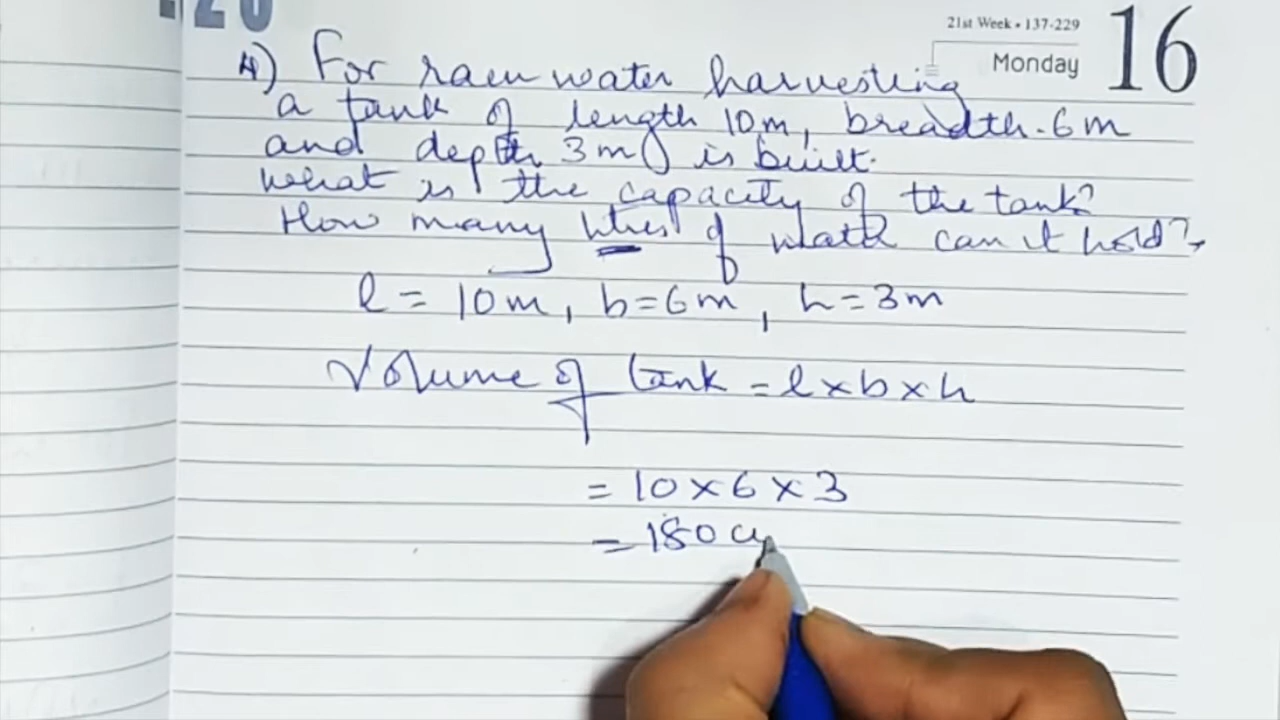 21st Week • 137-229
Monday 16
4) For rain water harvesting
a tank of length 10m, breadth-6m
and depth 3m is built.
What is the capacity of the tank?
How many litres of water can it hold?
l = 10m, b=6m, h=3m
Volume of tank = l×b×h
= 10×6×3
= 180 cu